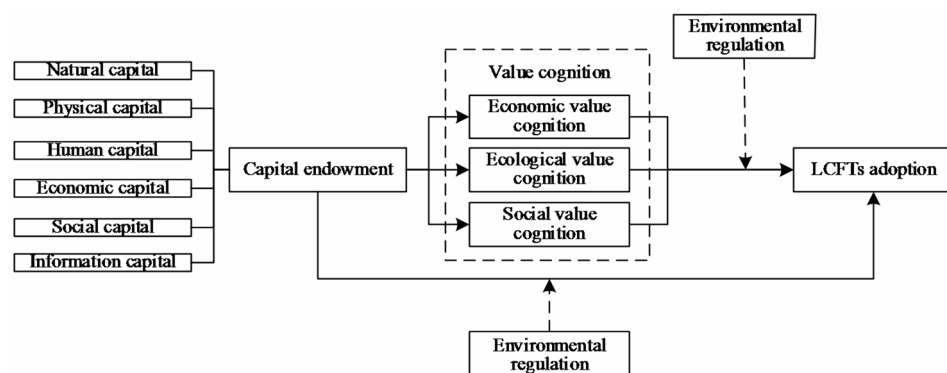 Natural capital
Physical capital
Human capital
Economic capital
Social capital
Information capital
Capital endowment
Value cognition
Economic value
cognition
Ecological value
cognition
Social value
cognition
Environmental
regulation
LCFTs adoption
Environmental
regulation